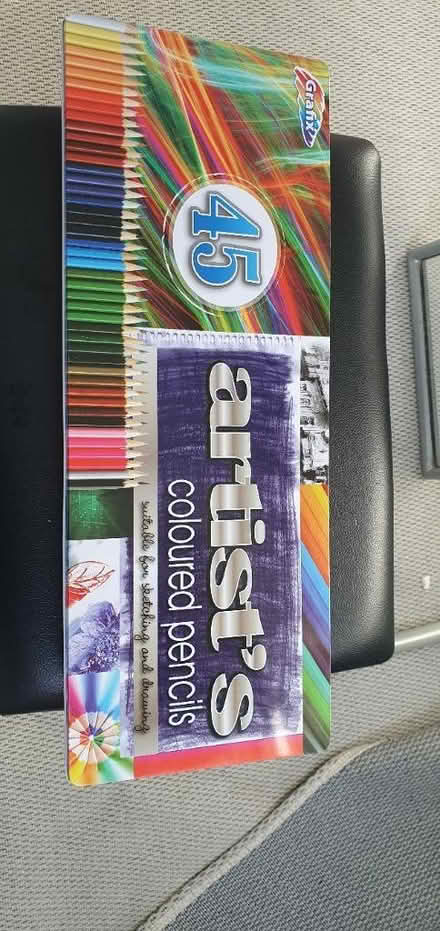 Grafix
45
artist's
coloured pencils
suitable for sketching and drawing